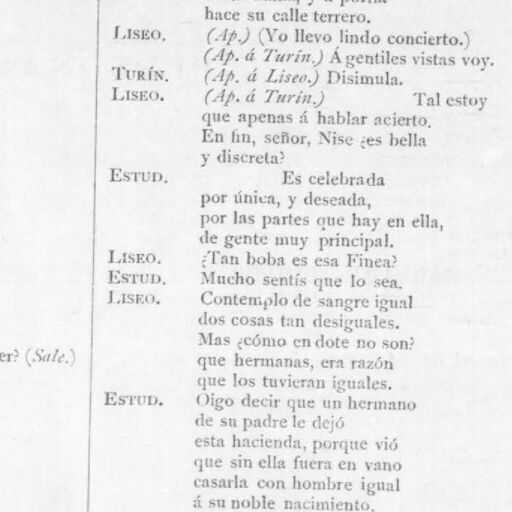 hace su calle terrero.
LISEO. (Ap.) (Yo llevo lindo concierto.)
(Ap. á Turín.) Á gentiles vistas voy.
TURÍN. (Ap. á Liseo.) Disimula.
LISEO. (Ap. á Turín.) Tal estoy
que apenas á hablar acierto.
En fin, señor, Nise ¿es bella
y discreta?
ESTUD. Es celebrada
por única, y deseada,
por las partes que hay en ella,
de gente muy principal.
LISEO. ¿Tan boba es esa Finea?
ESTUD. Mucho sentís que lo sea.
LISEO. Contemplo de sangre igual
dos cosas tan desiguales.
Mas ¿cómo en dote no son?
er? (Sale.)
que hermanas, era razón
que los tuvieran iguales.
ESTUD. Oigo decir que un hermano
de su padre le dejó
esta hacienda, porque vió
que sin ella fuera en vano
casarla con hombre igual
á su noble nacimiento,